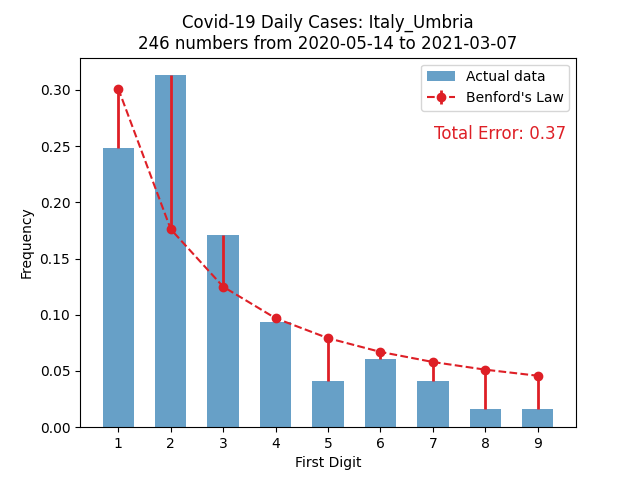 Covid-19 Daily Cases: Italy_Umbria
246 numbers from 2020-05-14 to 2021-03-07
Actual data
Benford's Law
Total Error: 0.37
Frequency
0.30
0.25
0.20
0.15
0.10
0.05
0.00
1 2 3 4 5 6 7 8 9
First Digit